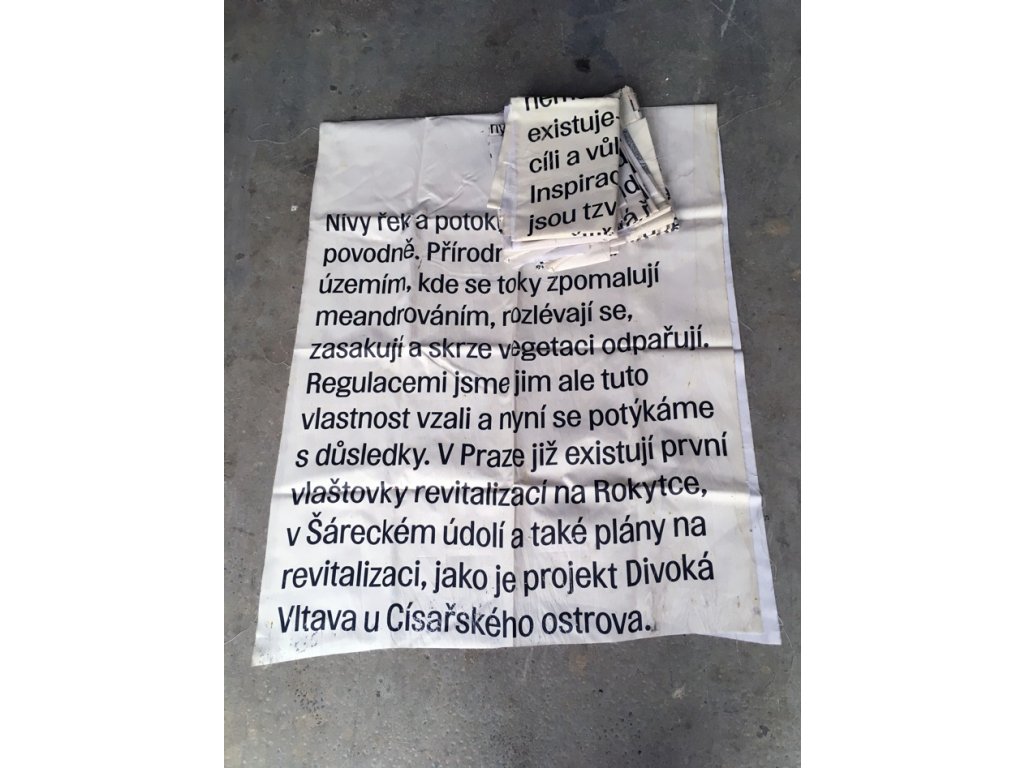 existuje
cíli a
Inspirac
jsou tzv
Nivy řek a potok
povodně. Přírodn
územím, kde se toky zpomalují
meandrováním, rozlévají se,
zasakují a skrze vegetaci odpařují.
Regulacemi jsme jim ale tuto
vlastnost vzali a nyní se potýkáme
s důsledky. V Praze již existují první
vlaštovky revitalizací na Rokytce,
v Šáreckém údolí a také plány na
revitalizaci, jako je projekt Divoká
Vltava u Císařského ostrova.